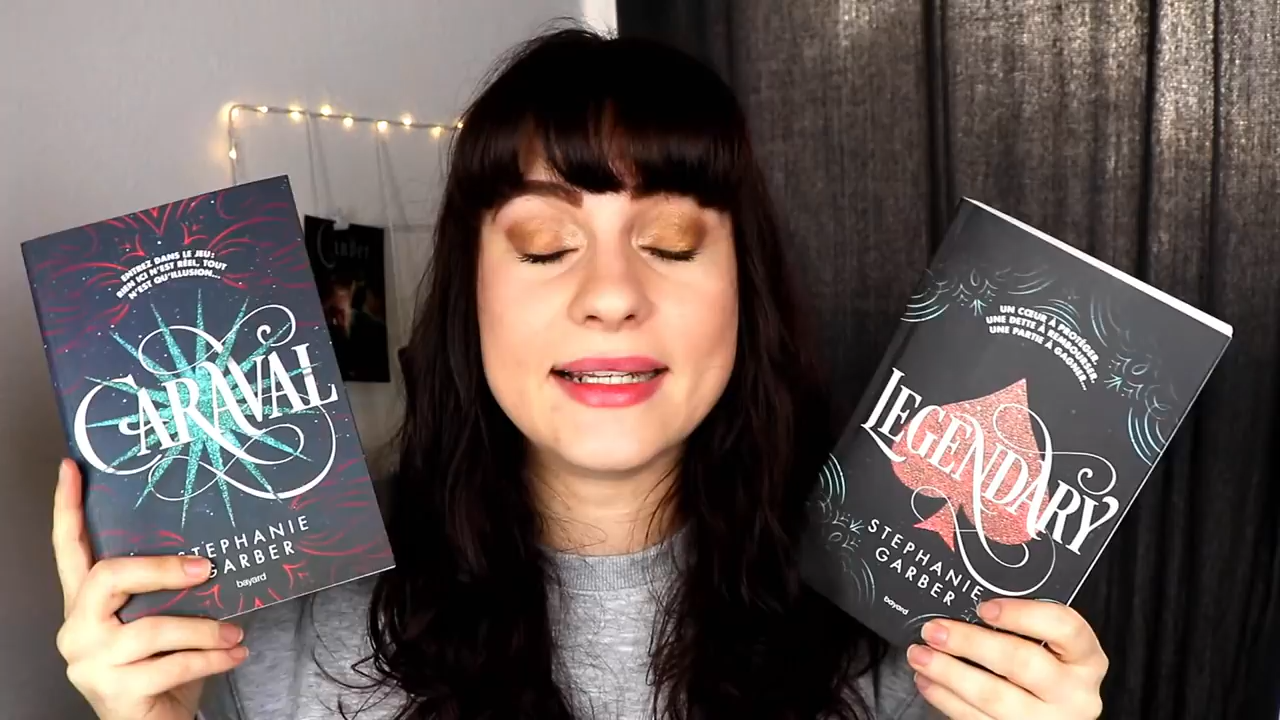 ENTREZ DANS LE JEU :
RIEN ICI N'EST RÉEL, TOUT
N'EST QU'ILLUSION...
CARAVAL
STEPHANIE
GARBER
bayard
Cinder
UN CŒUR À PROTÉGER,
UNE DETTE À REMBOURSER,
UNE PARTIE À GAGNER...
LEGENDARY
STEPHANIE
GARBER
bayard